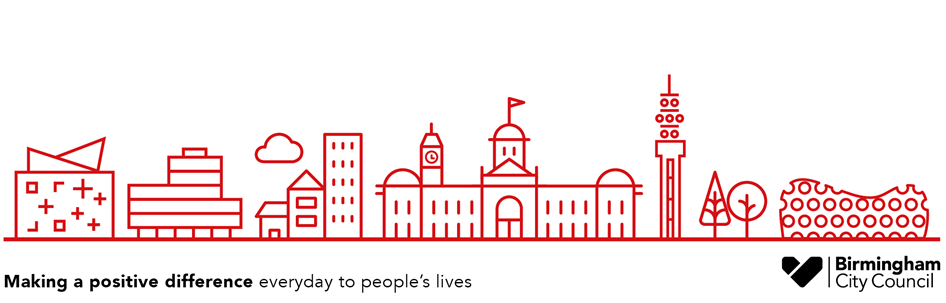 Making a positive difference everyday to people's lives
Birmingham
City Council